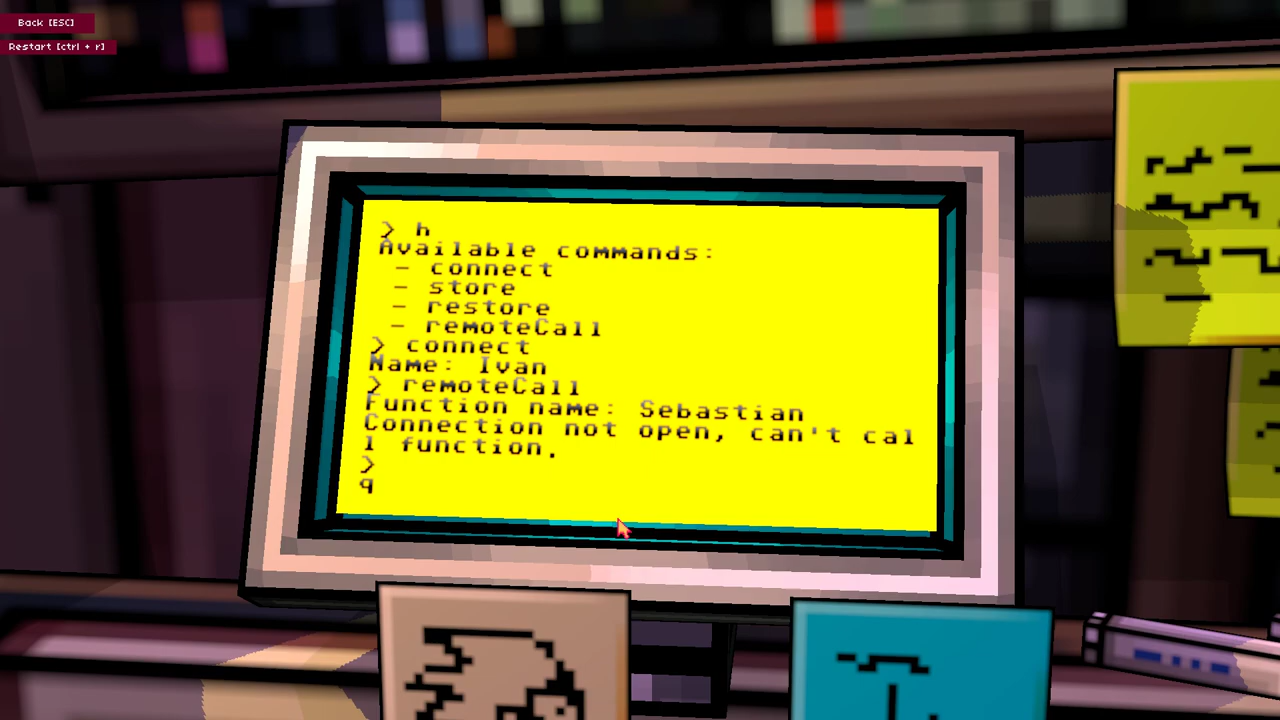 Back [ESC]
Restart [ctrl + r]
> h
Available commands:
- connect
- store
- restore
- remoteCall
> connect
Name: Ivan
> remoteCall
Function name: Sebastian
Connection not open, can't cal
l function.
>
q